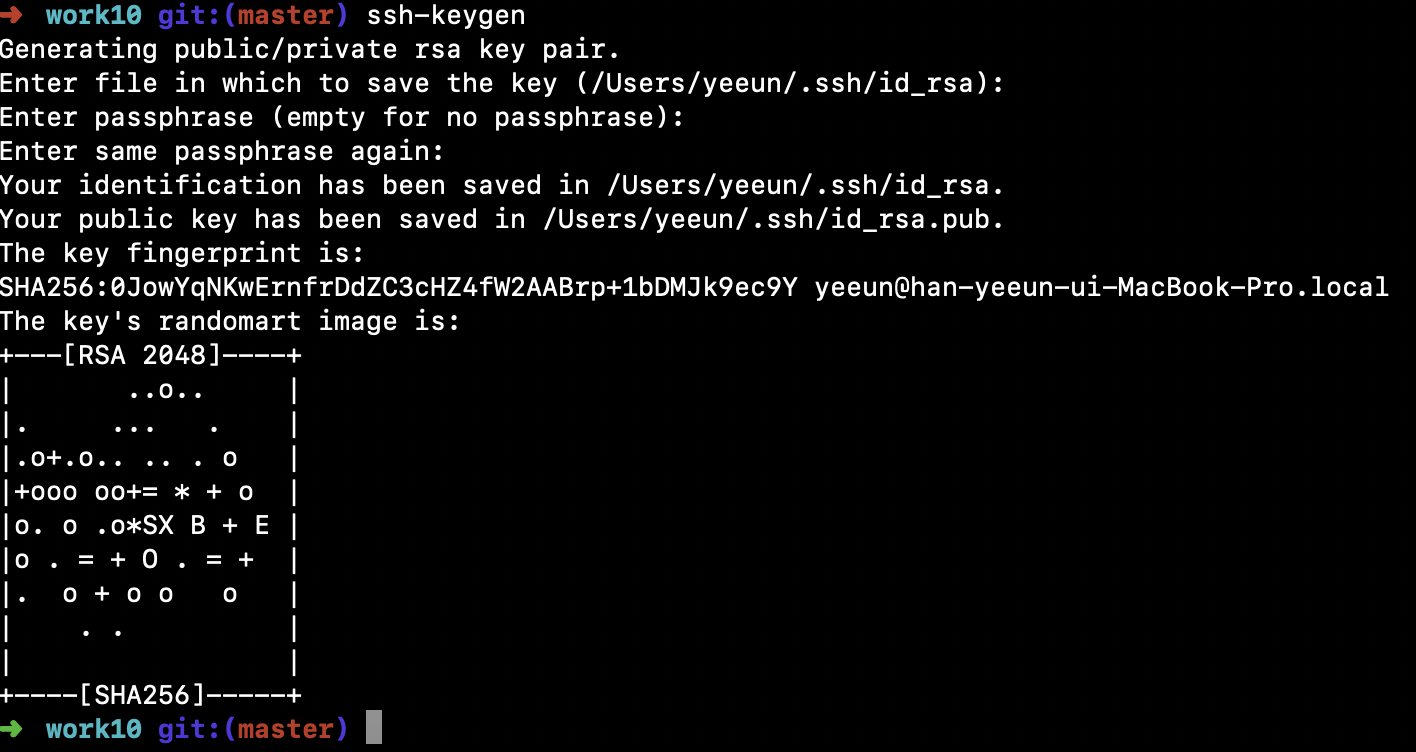 ➜  work10 git:(master) ssh-keygen
Generating public/private rsa key pair.
Enter file in which to save the key (/Users/yeeun/.ssh/id_rsa):
Enter passphrase (empty for no passphrase):
Enter same passphrase again:
Your identification has been saved in /Users/yeeun/.ssh/id_rsa.
Your public key has been saved in /Users/yeeun/.ssh/id_rsa.pub.
The key fingerprint is:
SHA256:0JowYqNKwErnfrDdZC3cHZ4fW2AABrp+1bDMJk9ec9Y yeeun@han-yeeun-ui-MacBook-Pro.local
The key's randomart image is:
+---[RSA 2048]----+
|       ..o..     |
|.     ...   .    |
|.o+.o.. .. . o   |
|+ooo oo+= * + o  |
|o. o .o*SX B + E |
|o . = + O . = +  |
|.  o + o o   o   |
|    . .          |
|                 |
+----[SHA256]-----+
➜  work10 git:(master)